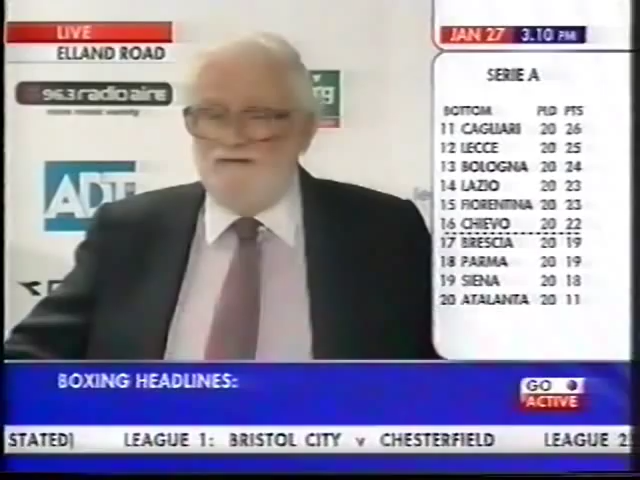 LIVE
ELLAND ROAD
96.3 radio aire
ADT
JAN 27 3.10 PM
SERIE A
BOTTOM PLD PTS
11 CAGLIARI 20 26
12 LECCE 20 25
13 BOLOGNA 20 24
14 LAZIO 20 23
15 FIORENTINA 20 23
16 CHIEVO 20 22
17 BRESCIA 20 19
18 PARMA 20 19
19 SIENA 20 18
20 ATALANTA 20 11
BOXING HEADLINES:
GO
ACTIVE
STATED) LEAGUE 1: BRISTOL CITY v CHESTERFIELD LEAGUE 2